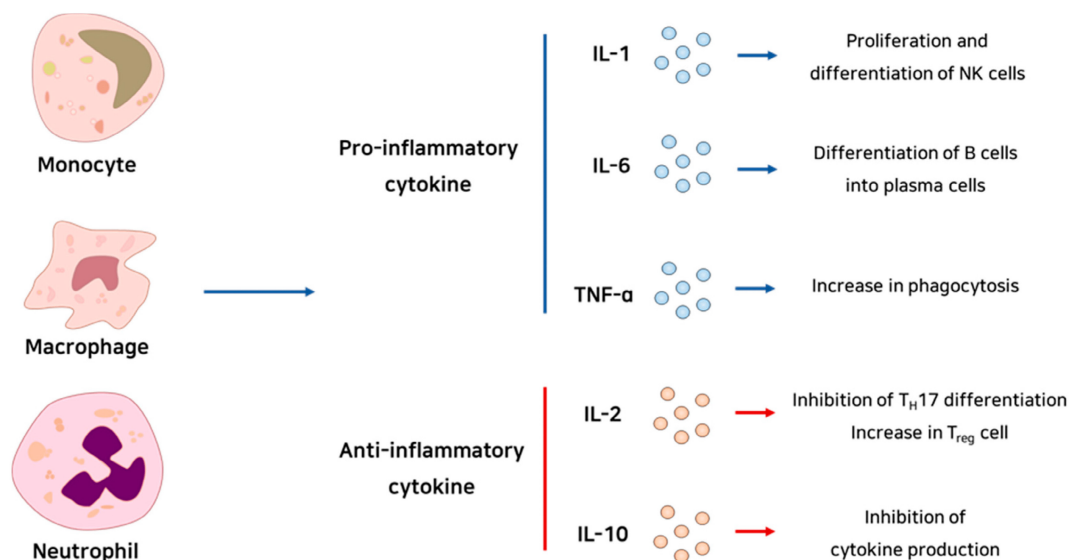 Monocyte
Macrophage
Neutrophil
Pro-inflammatory
cytokine
Anti-inflammatory
cytokine
IL-1
Proliferation and
differentiation of NK cells
IL-6
Differentiation of B cells
into plasma cells
TNF-α
Increase in phagocytosis
IL-2
Inhibition of TH17 differentiation
Increase in Treg cell
IL-10
Inhibition of
cytokine production